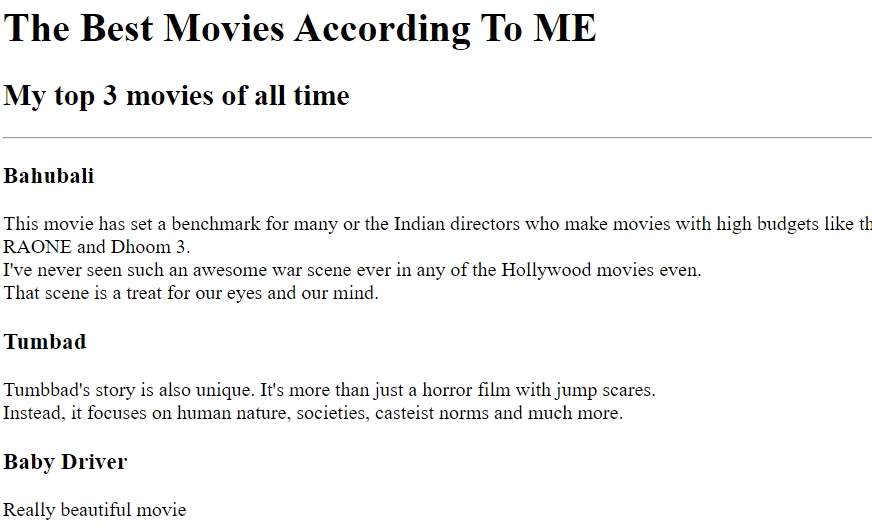 The Best Movies According To ME
My top 3 movies of all time
Bahubali
This movie has set a benchmark for many or the Indian directors who make movies with high budgets like
RAONE and Dhoom 3.
I've never seen such an awesome war scene ever in any of the Hollywood movies even.
That scene is a treat for our eyes and our mind.
Tumbad
Tumbbad's story is also unique. It's more than just a horror film with jump scares.
Instead, it focuses on human nature, societies, casteist norms and much more.
Baby Driver
Really beautiful movie